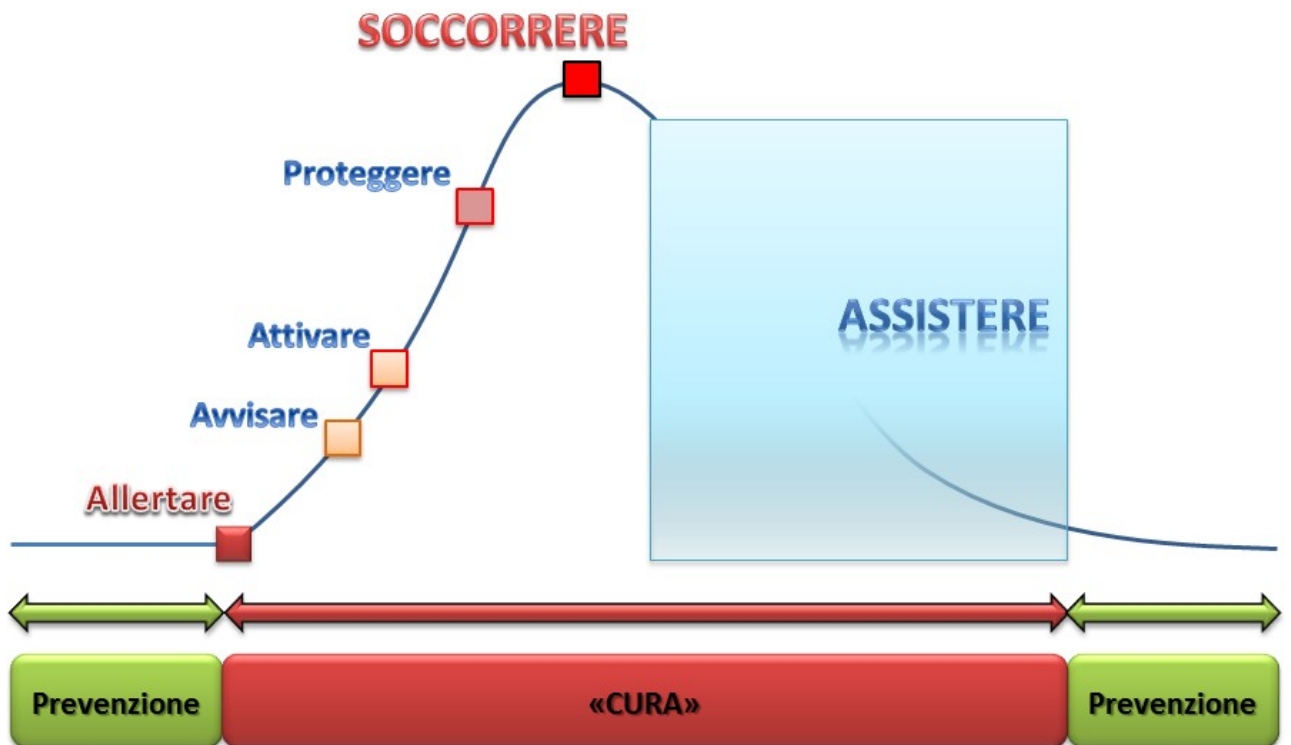 SOCCORRERE
Proteggere
ASSISTERE
Attivare
Avvisare
Allertare
Prevenzione
«CURA»
Prevenzione